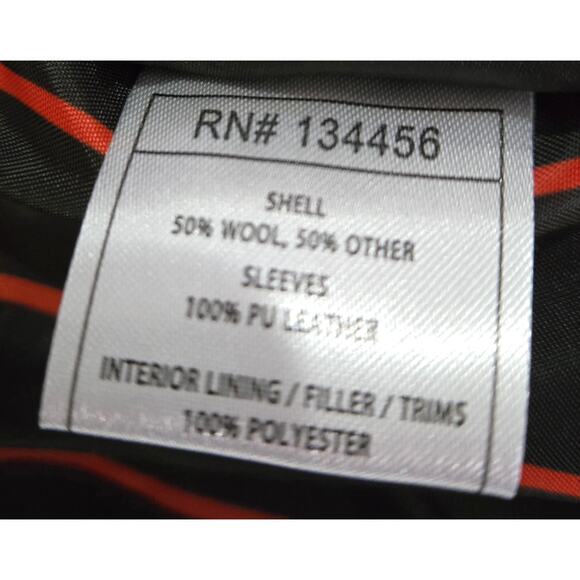 RN# 134456
SHELL
50% WOOL, 50% OTHER
SLEEVES
100% PU LEATHER
INTERIOR LINING / FILLER / TRIMS
100% POLYESTER